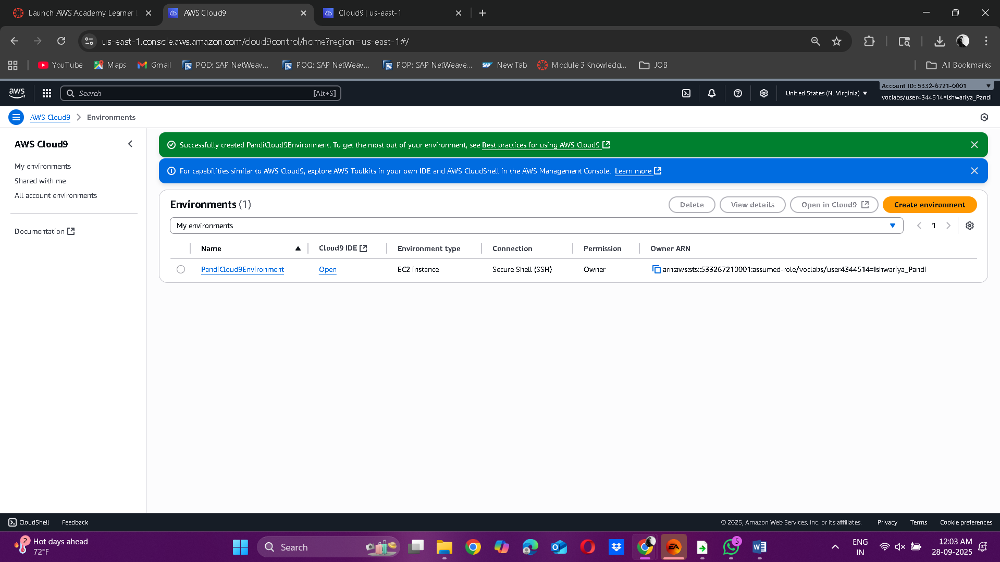 Launch AWS Academy Learner
AWS Cloud9
Cloud9 | us-east-1
us-east-1.console.aws.amazon.com/cloud9control/home?region=us-east-1#/
YouTube
Maps
Gmail
POD: SAP NetWeav...
POQ: SAP NetWeav...
POP: SAP NetWeave...
SAP
New Tab
Module 3 Knowledg...
JOB
All Bookmarks
aws
Search
[Alt+S]
United States (N. Virginia)
Account ID: 5332-6721-0001
voclabs/user4344514=Ishwariya_Pandi
AWS Cloud9
Environments
AWS Cloud9
My environments
Shared with me
All account environments
Documentation
Successfully created PandiCloud9Environment. To get the most out of your environment, see Best practices for using AWS Cloud9
For capabilities similar to AWS Cloud9, explore AWS Toolkits in your own IDE and AWS CloudShell in the AWS Management Console. Learn more
Environments (1)
Delete
View details
Open in Cloud9
Create environment
My environments
1
Name
Cloud9 IDE
Environment type
Connection
Permission
Owner ARN
PandiCloud9Environment
Open
EC2 instance
Secure Shell (SSH)
Owner
arn:aws:sts::533267210001:assumed-role/voclabs/user4344514=Ishwariya_Pandi
CloudShell
Feedback
© 2025, Amazon Web Services, Inc. or its affiliates.
Privacy
Terms
Cookie preferences
2
Hot days ahead
72°F
Search
EA
5
ENG
IN
12:03 AM
28-09-2025